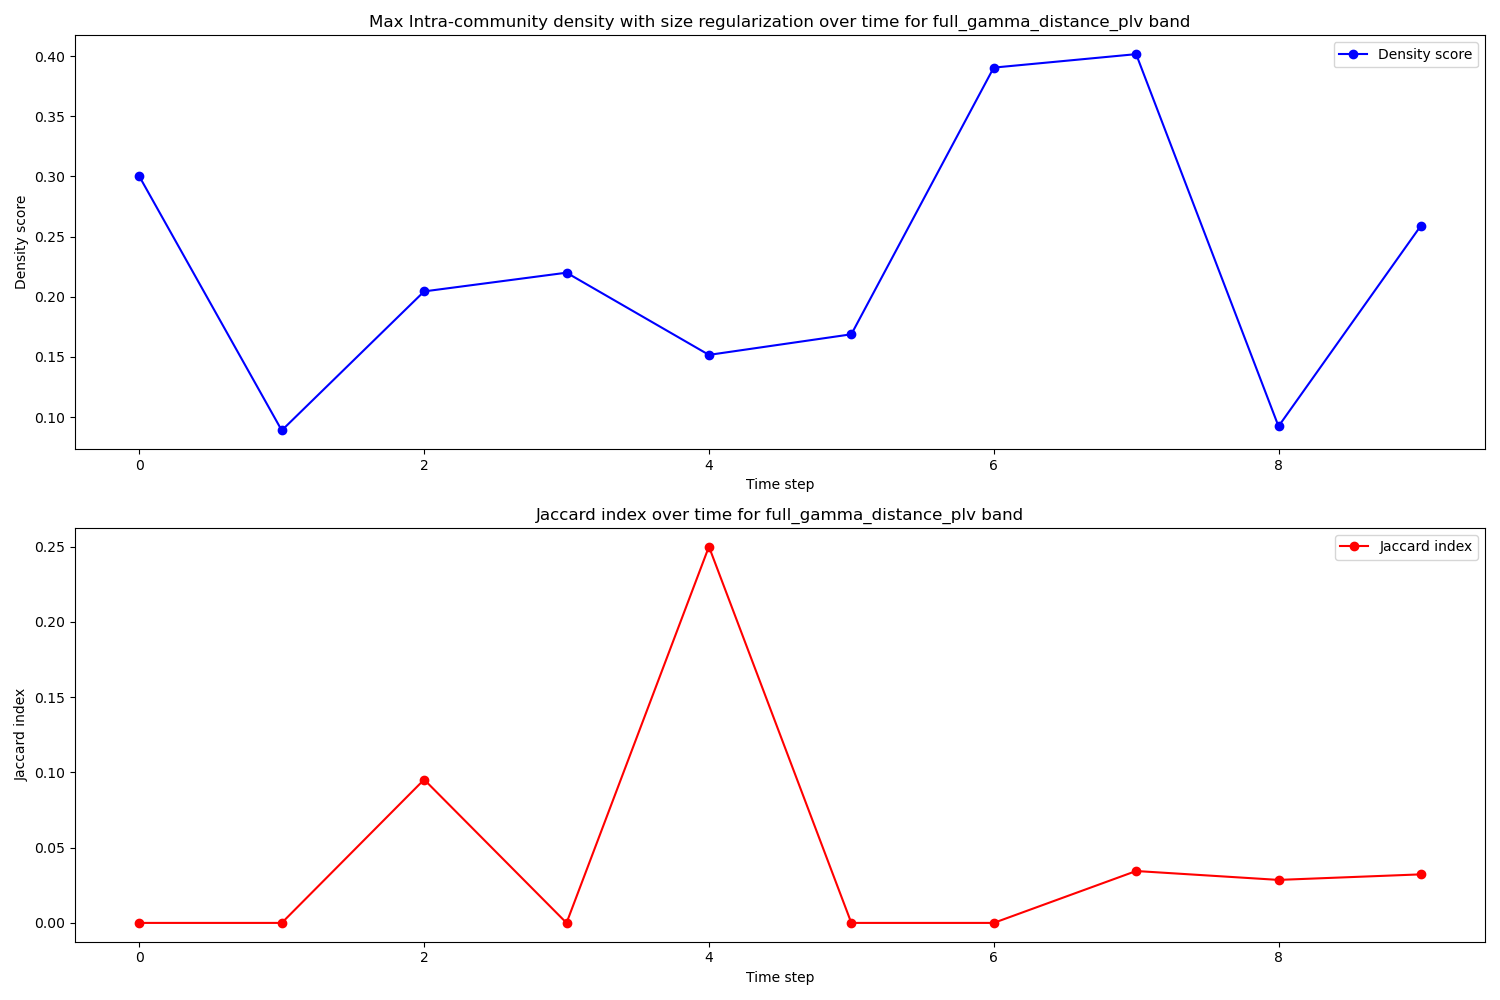 Max Intra-community density with size regularization over time for full_gamma_distance_plv band
Density score
0.40
0.35
0.30
0.25
0.20
0.15
0.10
Density score
0
2
4
6
8
Time step
Jaccard index over time for full_gamma_distance_plv band
Jaccard index
0.25
0.20
0.15
0.10
0.05
0.00
Jaccard index
0
2
4
6
8
Time step